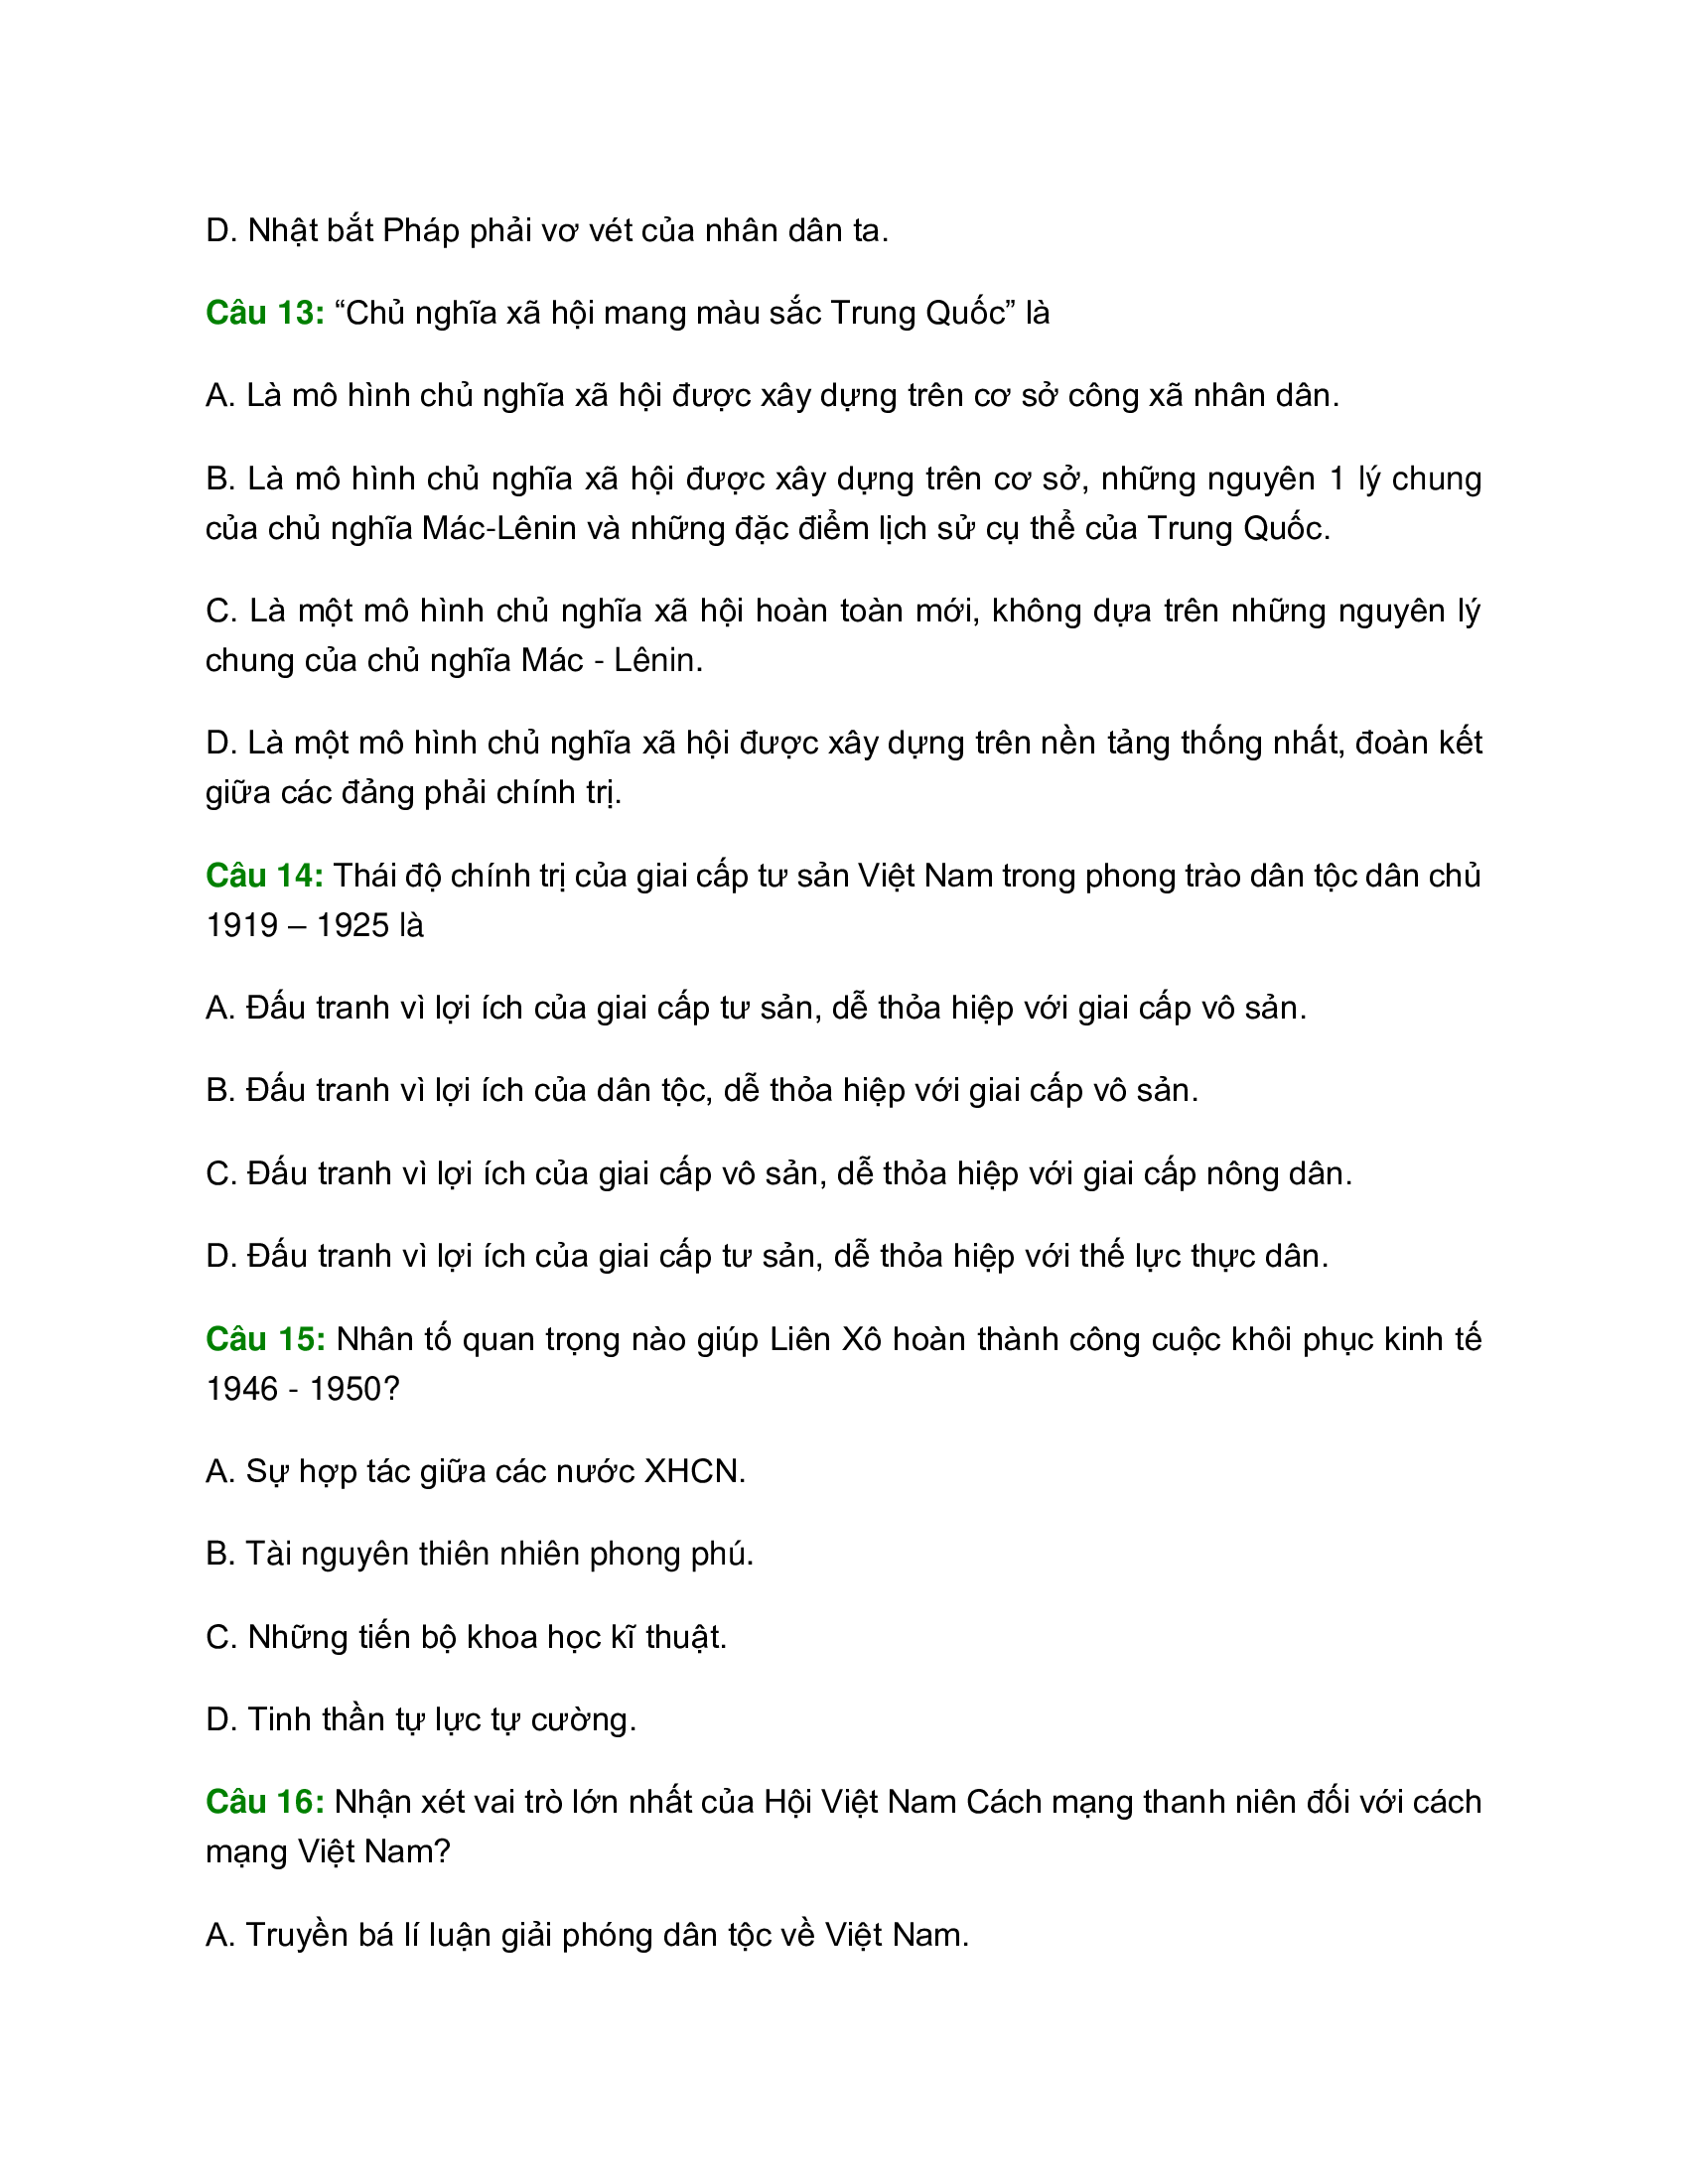 D. Nhật bắt Pháp phải vơ vét của nhân dân ta.
Câu 13: “Chủ nghĩa xã hội mang màu sắc Trung Quốc” là
A. Là mô hình chủ nghĩa xã hội được xây dựng trên cơ sở công xã nhân dân.
B. Là mô hình chủ nghĩa xã hội được xây dựng trên cơ sở, những nguyên 1 lý chung
của chủ nghĩa Mác-Lênin và những đặc điểm lịch sử cụ thể của Trung Quốc.
C. Là một mô hình chủ nghĩa xã hội hoàn toàn mới, không dựa trên những nguyên lý
chung của chủ nghĩa Mác - Lênin.
D. Là một mô hình chủ nghĩa xã hội được xây dựng trên nền tảng thống nhất, đoàn kết
giữa các đảng phải chính trị.
Câu 14: Thái độ chính trị của giai cấp tư sản Việt Nam trong phong trào dân tộc dân chủ
1919 – 1925 là
A. Đấu tranh vì lợi ích của giai cấp tư sản, dễ thỏa hiệp với giai cấp vô sản.
B. Đấu tranh vì lợi ích của dân tộc, dễ thỏa hiệp với giai cấp vô sản.
C. Đấu tranh vì lợi ích của giai cấp vô sản, dễ thỏa hiệp với giai cấp nông dân.
D. Đấu tranh vì lợi ích của giai cấp tư sản, dễ thỏa hiệp với thế lực thực dân.
Câu 15: Nhân tố quan trọng nào giúp Liên Xô hoàn thành công cuộc khôi phục kinh tế
1946 - 1950?
A. Sự hợp tác giữa các nước XHCN.
B. Tài nguyên thiên nhiên phong phú.
C. Những tiến bộ khoa học kĩ thuật.
D. Tinh thần tự lực tự cường.
Câu 16: Nhận xét vai trò lớn nhất của Hội Việt Nam Cách mạng thanh niên đối với cách
mạng Việt Nam?
A. Truyền bá lí luận giải phóng dân tộc về Việt Nam.